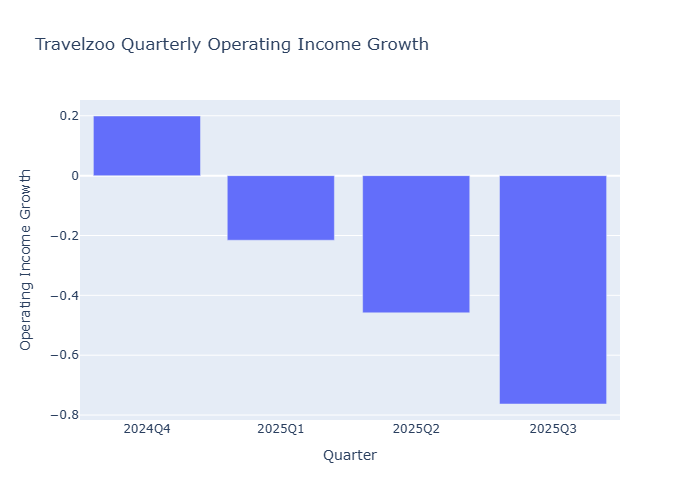 Travelzoo Quarterly Operating Income Growth
Operating Income Growth
0.2
0
−0.2
−0.4
−0.6
−0.8
2024Q4 2025Q1 2025Q2 2025Q3
Quarter